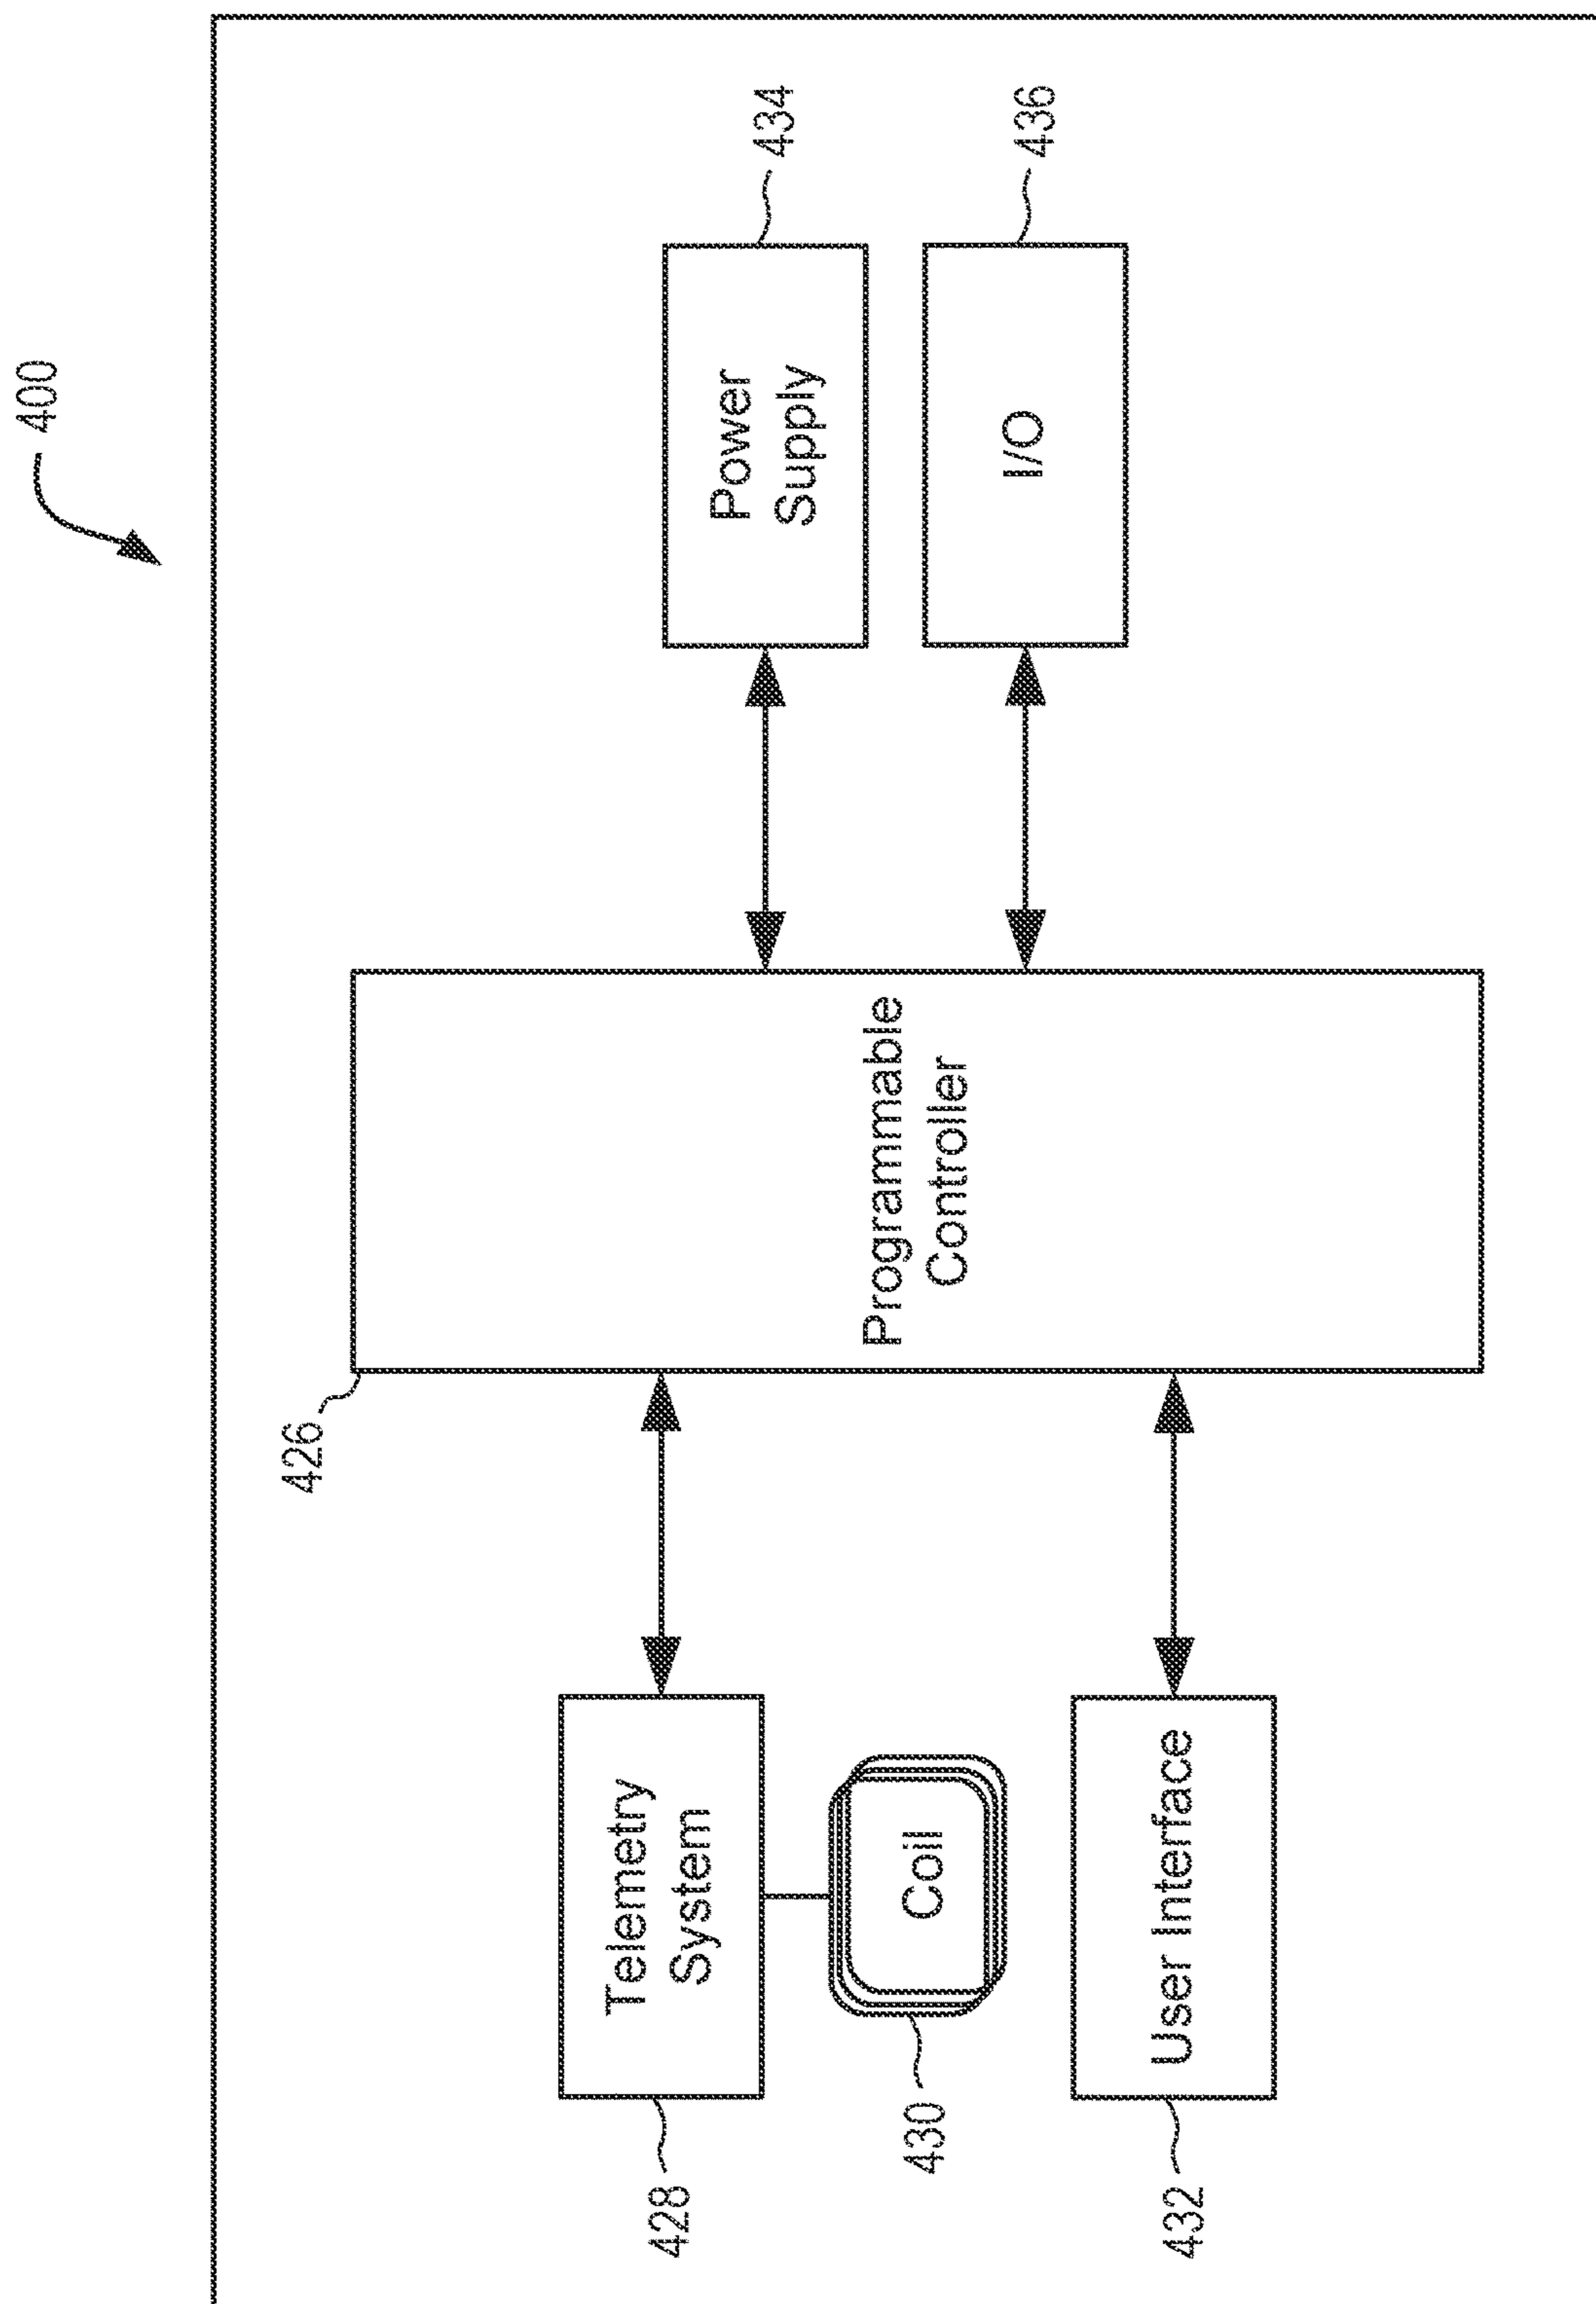 400
426
428
Telemetry
System
Programmable
Controller
Power
Supply
434
430
Coil
I/O
436
432
User Interface